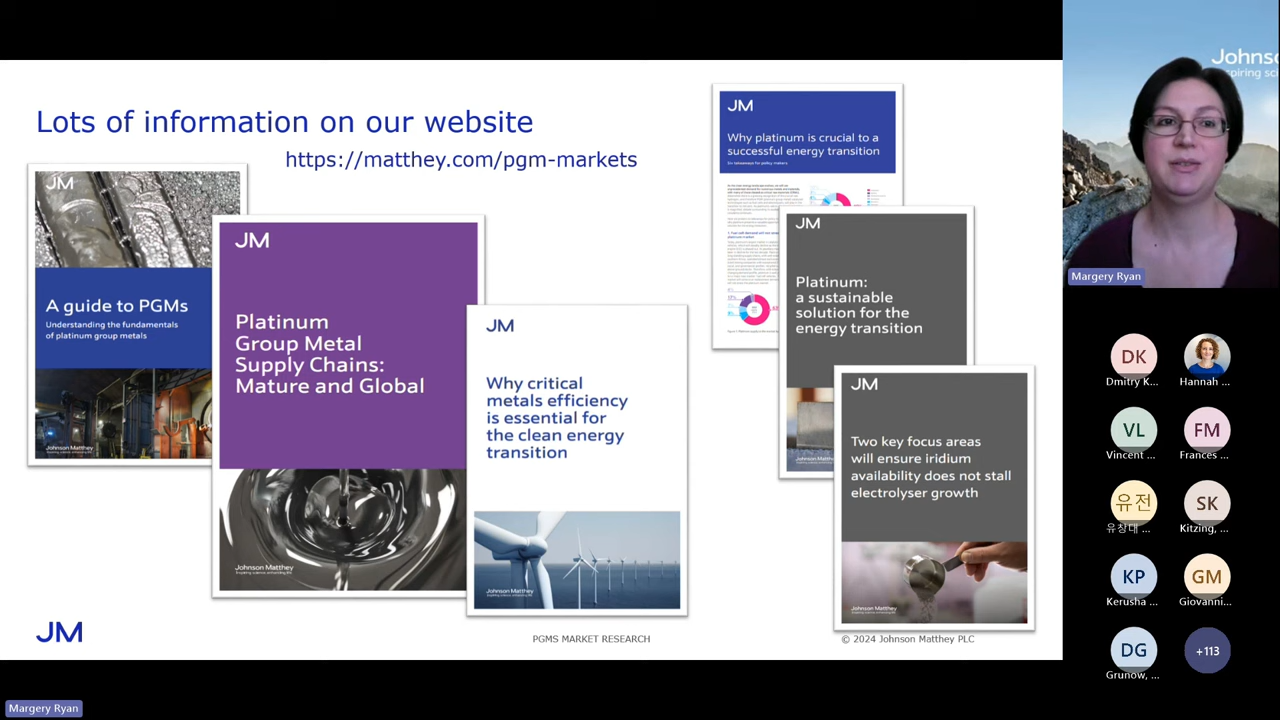 Lots of information on our website
https://matthey.com/pgm-markets
JM
A guide to PGMs
Understanding the fundamentals
of platinum group metals
Johnson Matthey
JM
Platinum
Group Metal
Supply Chains:
Mature and Global
Johnson Matthey
Inspiring science, enhancing life
JM
Why critical
metals efficiency
is essential for
the clean energy
transition
Johnson Matthey
JM
Why platinum is crucial to a
successful energy transition
JM
Platinum:
a sustainable
solution for the
energy transition
JM
Two key focus areas
will ensure iridium
availability does not stall
electrolyser growth
Johnson Matthey
JM
PGMS MARKET RESEARCH
© 2024 Johnson Matthey PLC
Margery Ryan
DK
Dmitry K...
Hannah ...
VL
Vincent ...
FM
Frances ...
유전
유창대 ...
SK
Kitzing, ...
KP
Kerusha ...
GM
Giovanni...
DG
Grunow, ...
+113
Margery Ryan